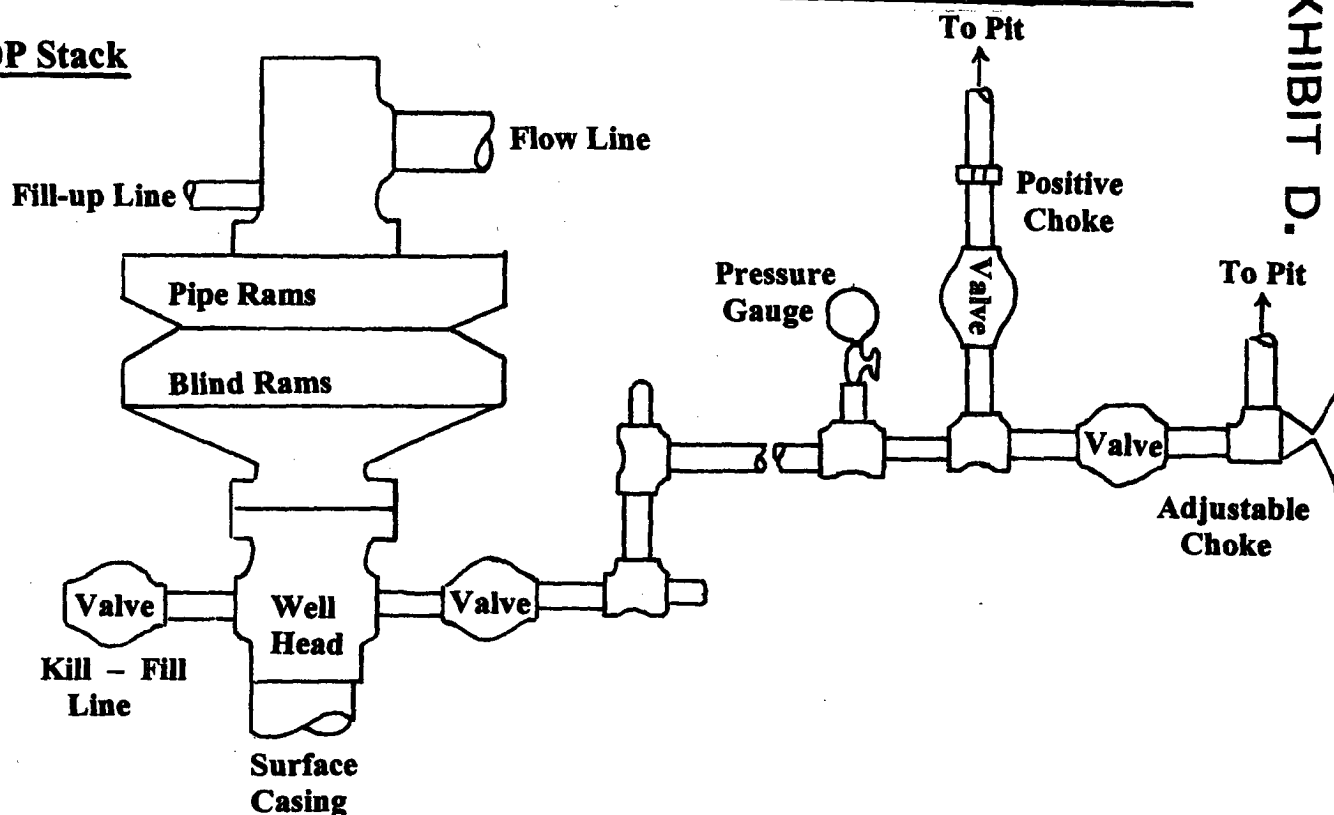 To Pit
Stack
Flow Line
Fill-up Line
Positive
Choke
Pressure
Gauge
Valve
To Pit
Pipe Rams
Blind Rams
Valve
Adjustable
Choke
Valve
Well
Head
Valve
Kill – Fill
Line
Surface
Casing
D.